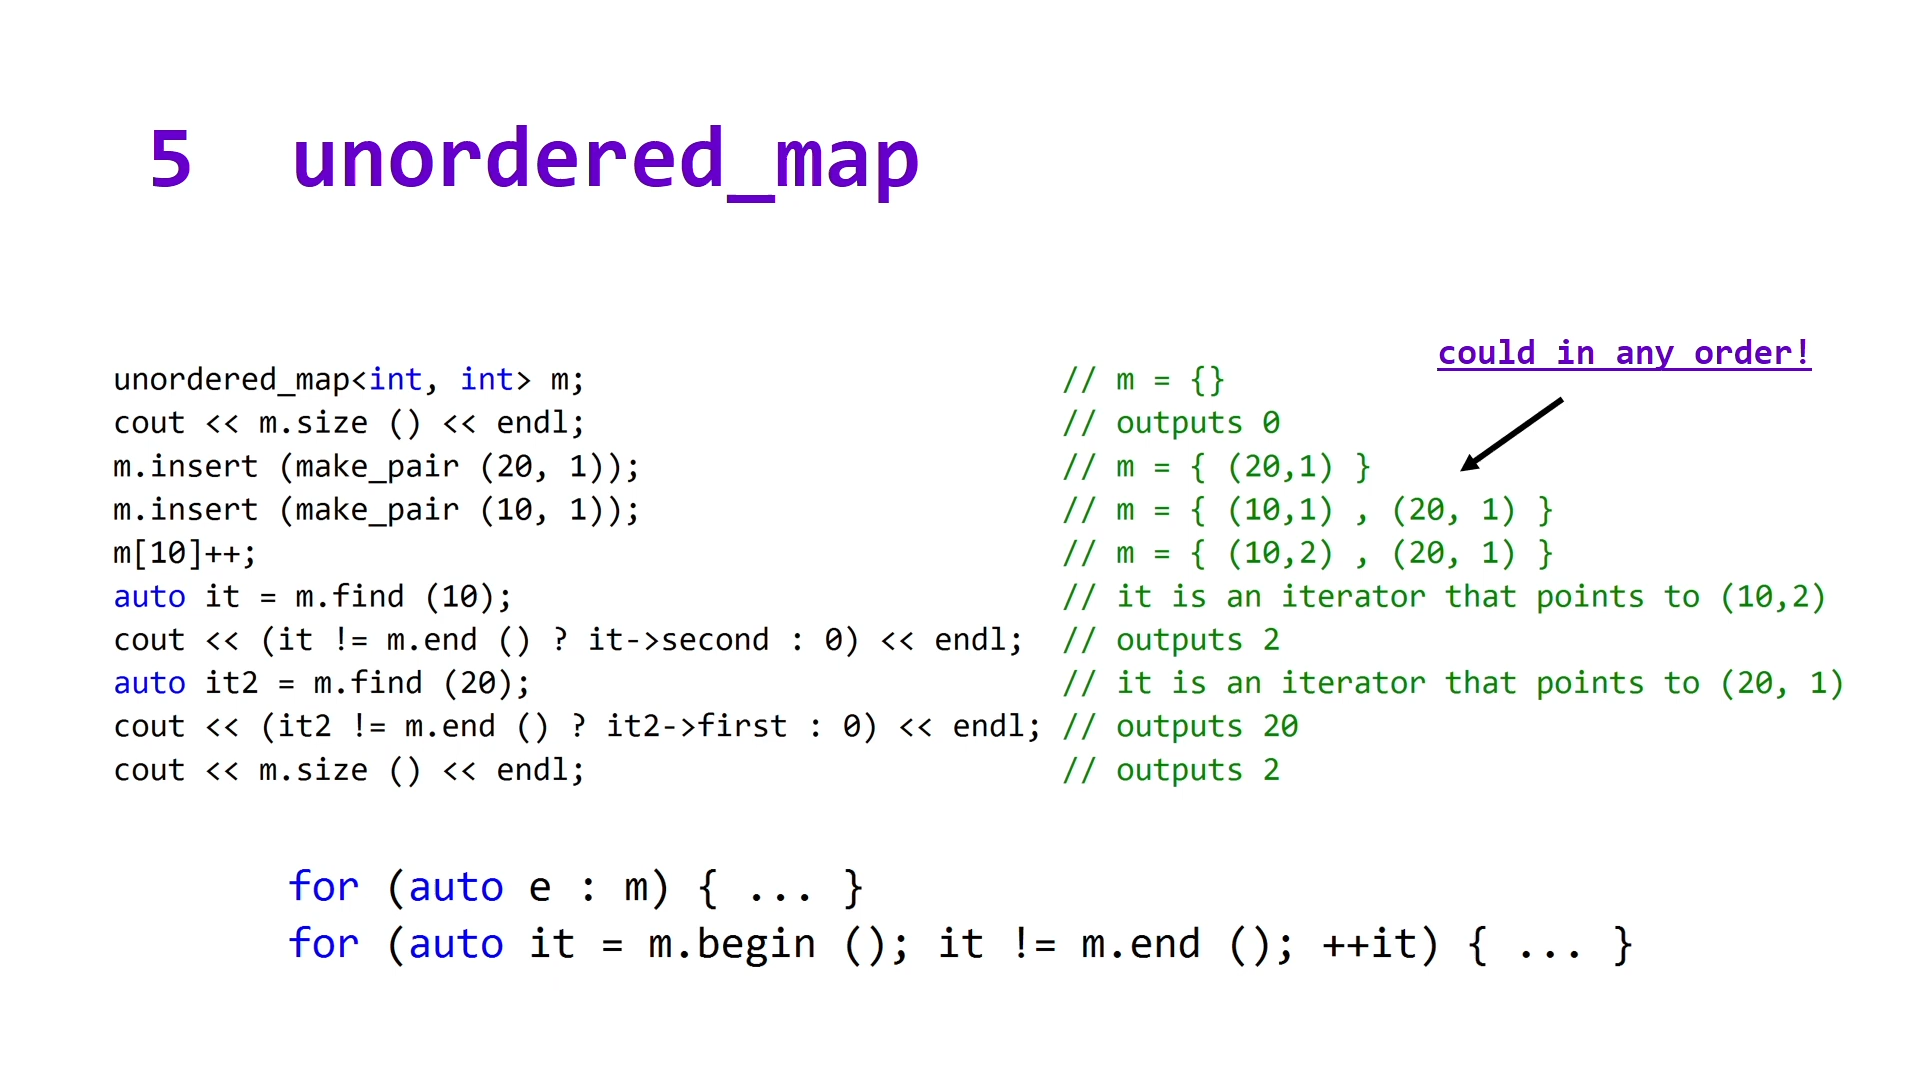 5 unordered_map
could in any order!
unordered_map<int, int> m; // m = {}
cout << m.size () << endl; // outputs 0
m.insert (make_pair (20, 1)); // m = { (20,1) }
m.insert (make_pair (10, 1)); // m = { (10,1) , (20, 1) }
m[10]++; // m = { (10,2) , (20, 1) }
auto it = m.find (10); // it is an iterator that points to (10,2)
cout << (it != m.end () ? it->second : 0) << endl; // outputs 2
auto it2 = m.find (20); // it is an iterator that points to (20, 1)
cout << (it2 != m.end () ? it2->first : 0) << endl; // outputs 20
cout << m.size () << endl; // outputs 2
for (auto e : m) { ... }
for (auto it = m.begin (); it != m.end (); ++it) { ... }